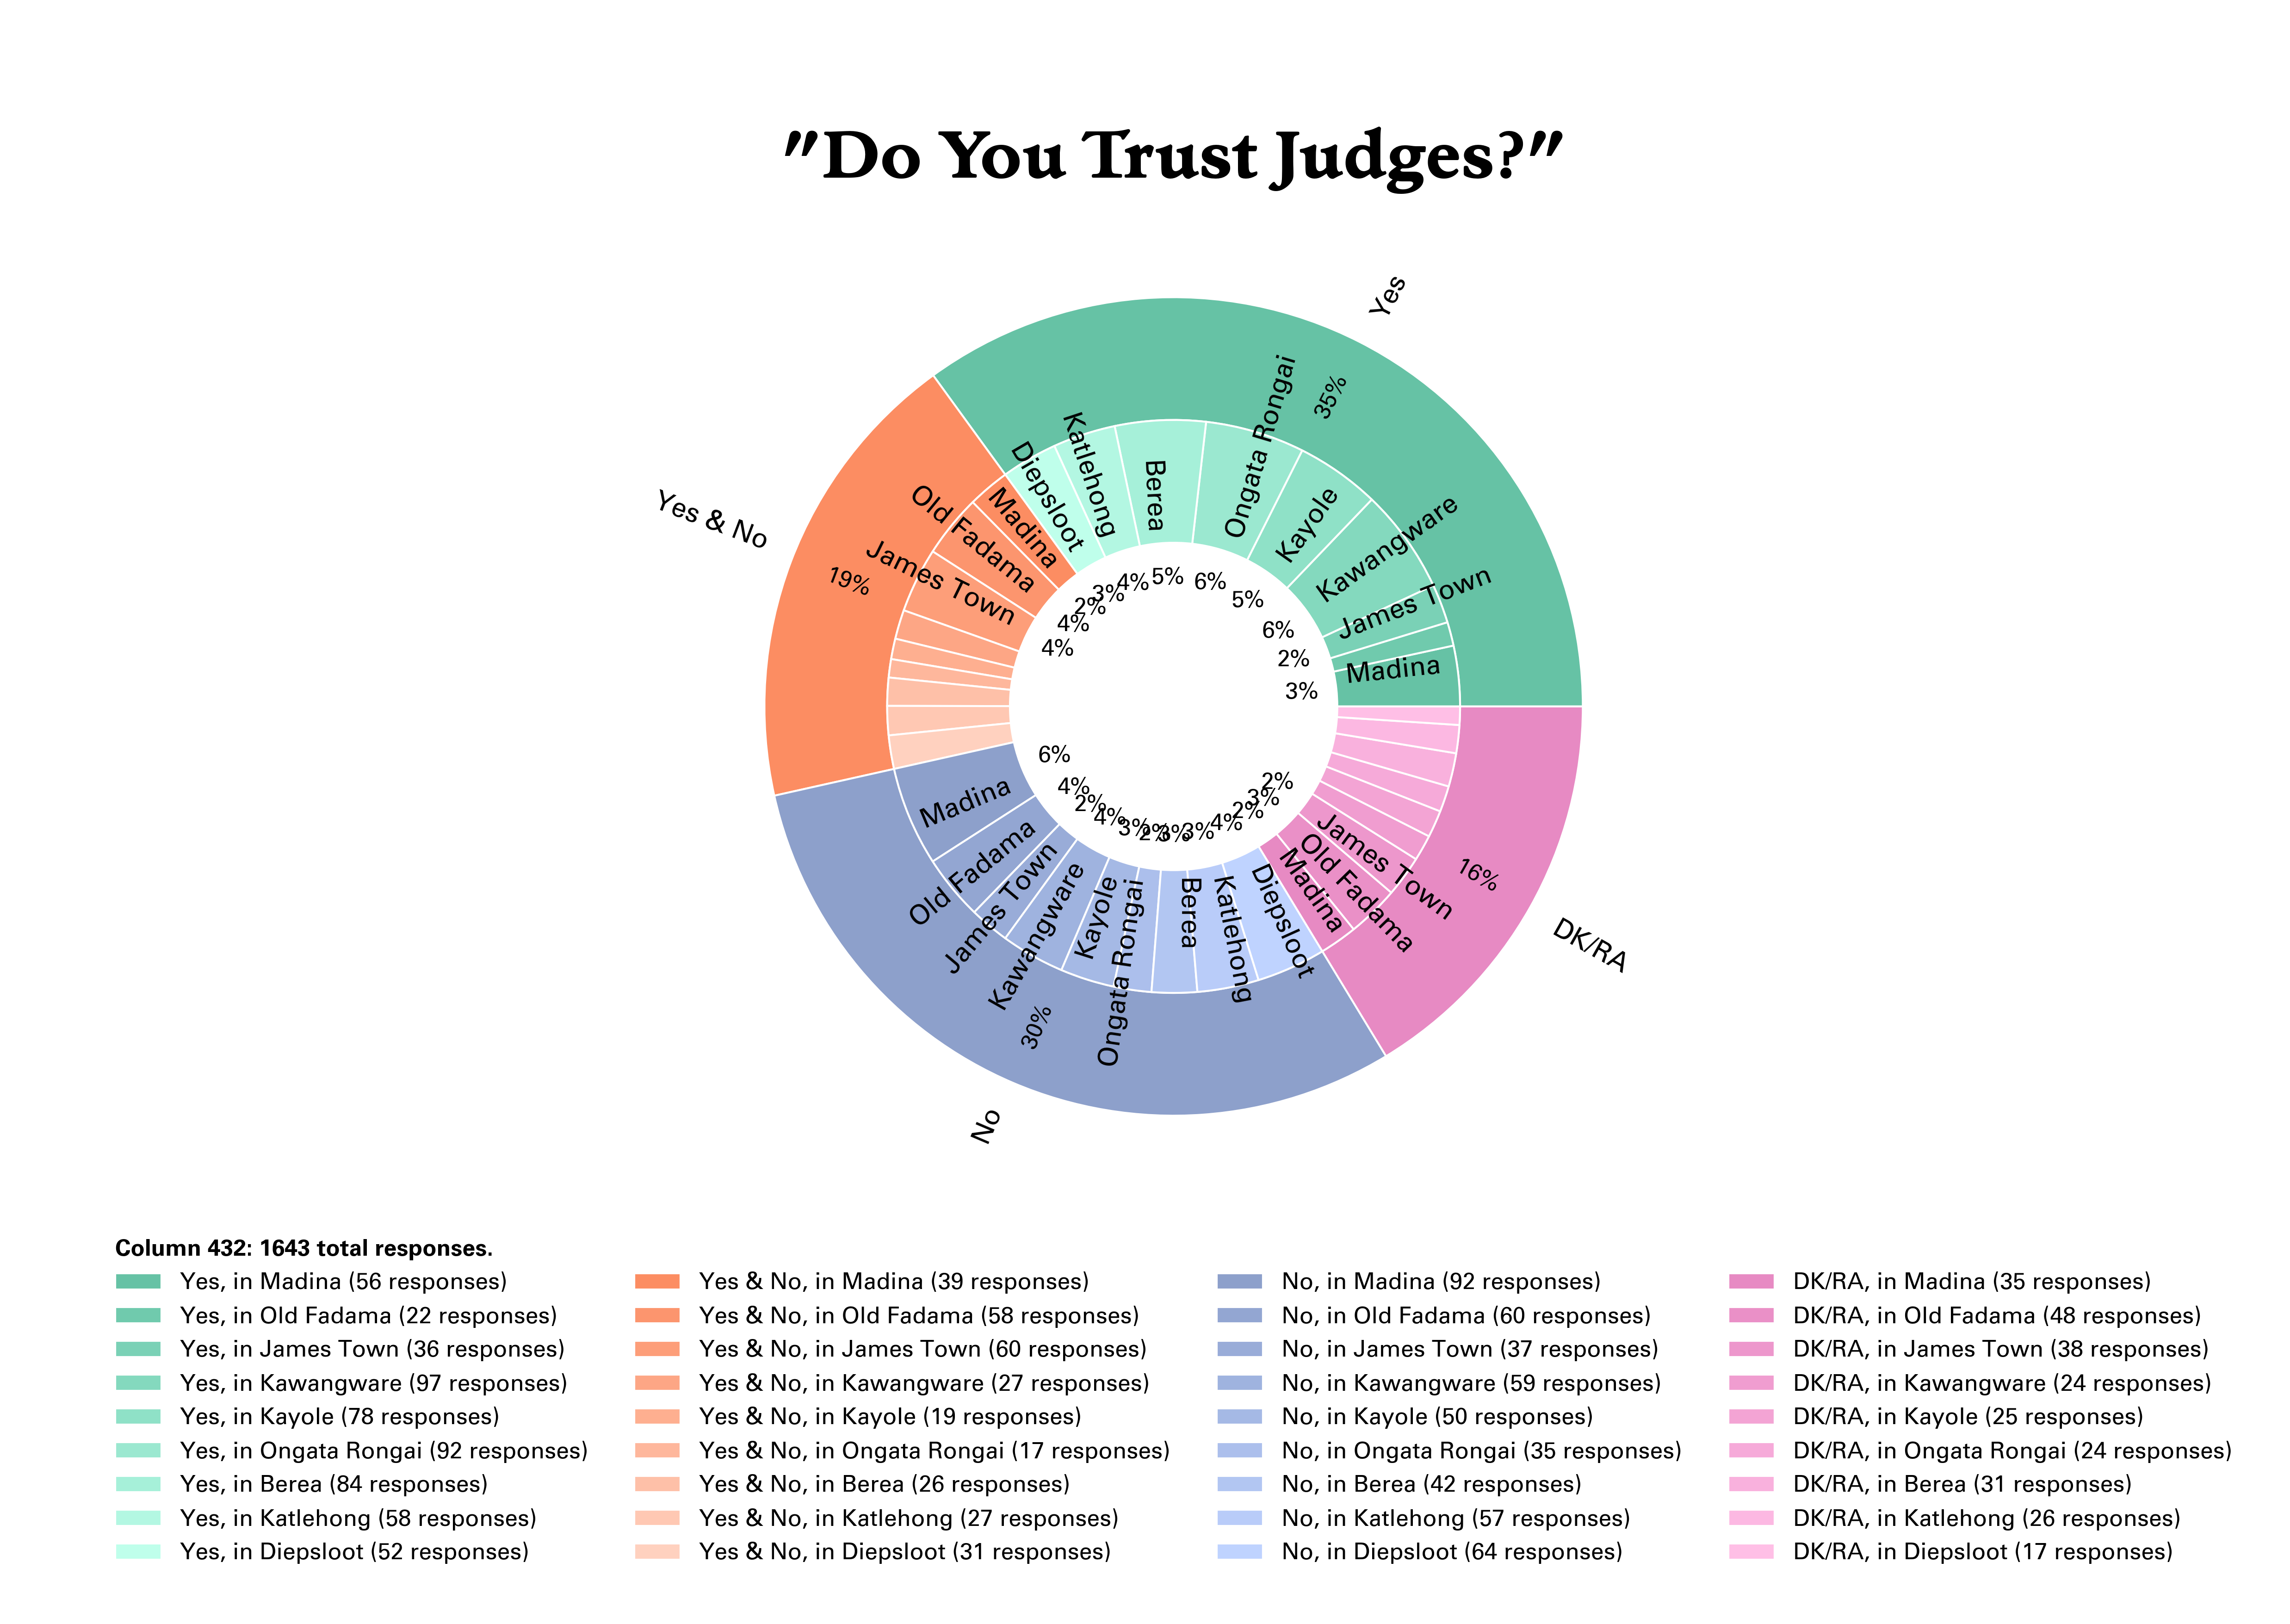 "Do You Trust Judges?"
Yes
35%
Ongata Rongai
Katlehong
Diepsloot
Berea
Kayole
Kawangware
James Town
Madina
Yes & No
19%
Madina
Old Fadama
James Town
4%
4%
2%
3%
4%
5%
6%
5%
6%
2%
3%
6%
4%
2%
4%
3%
2%
3%
3%
4%
2%
3%
2%
Madina
Old Fadama
James Town
Kawangware
Kayole
Ongata Rongai
Berea
Katlehong
Diepsloot
30%
No
Madina
Old Fadama
James Town
16%
DK/RA
Column 432: 1643 total responses.
Yes, in Madina (56 responses)
Yes, in Old Fadama (22 responses)
Yes, in James Town (36 responses)
Yes, in Kawangware (97 responses)
Yes, in Kayole (78 responses)
Yes, in Ongata Rongai (92 responses)
Yes, in Berea (84 responses)
Yes, in Katlehong (58 responses)
Yes, in Diepsloot (52 responses)
Yes & No, in Madina (39 responses)
Yes & No, in Old Fadama (58 responses)
Yes & No, in James Town (60 responses)
Yes & No, in Kawangware (27 responses)
Yes & No, in Kayole (19 responses)
Yes & No, in Ongata Rongai (17 responses)
Yes & No, in Berea (26 responses)
Yes & No, in Katlehong (27 responses)
Yes & No, in Diepsloot (31 responses)
No, in Madina (92 responses)
No, in Old Fadama (60 responses)
No, in James Town (37 responses)
No, in Kawangware (59 responses)
No, in Kayole (50 responses)
No, in Ongata Rongai (35 responses)
No, in Berea (42 responses)
No, in Katlehong (57 responses)
No, in Diepsloot (64 responses)
DK/RA, in Madina (35 responses)
DK/RA, in Old Fadama (48 responses)
DK/RA, in James Town (38 responses)
DK/RA, in Kawangware (24 responses)
DK/RA, in Kayole (25 responses)
DK/RA, in Ongata Rongai (24 responses)
DK/RA, in Berea (31 responses)
DK/RA, in Katlehong (26 responses)
DK/RA, in Diepsloot (17 responses)